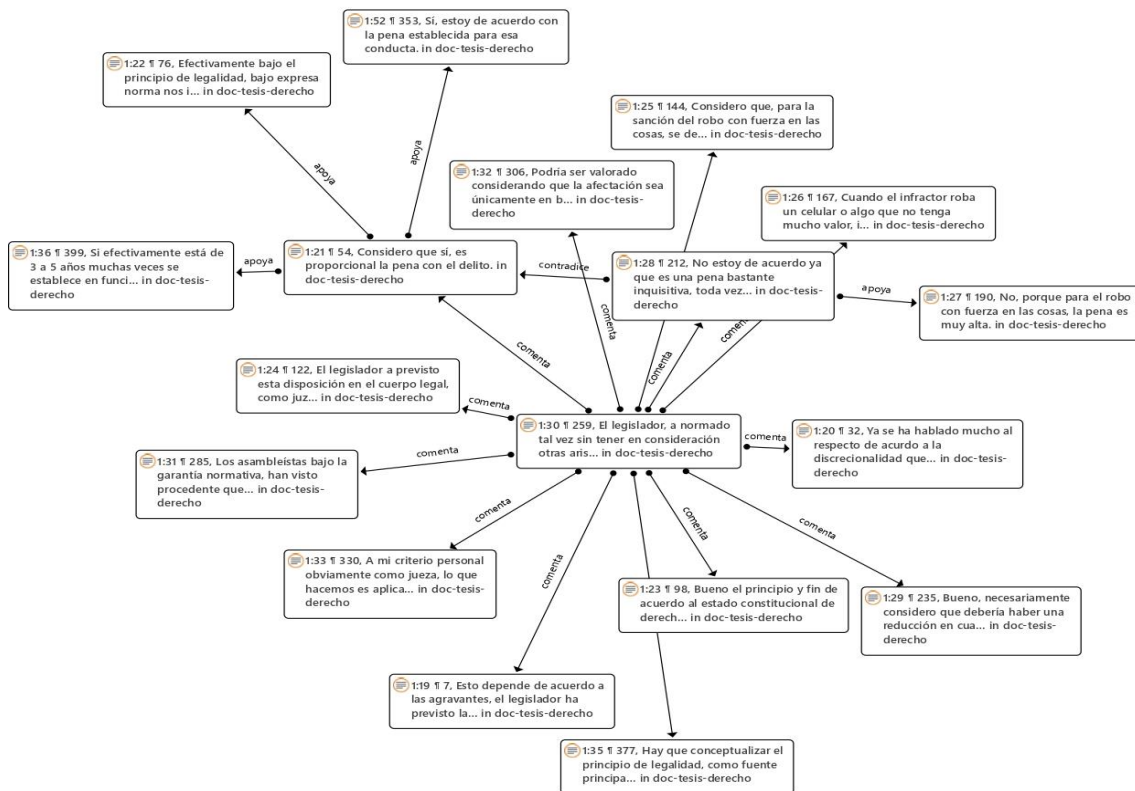 1:52 ¶ 353, Sí, estoy de acuerdo con
la pena establecida para esa
conducta. in doc-tesis-derecho
1:22 ¶ 76, Efectivamente bajo el
principio de legalidad, bajo expresa
norma nos i... in doc-tesis-derecho
1:25 ¶ 144, Considero que, para la
sanción del robo con fuerza en las
cosas, se de... in doc-tesis-derecho
apoya
apoya
1:32 ¶ 306, Podría ser valorado
considerando que la afectación sea
únicamente en b... in doc-tesis-
derecho
1:26 ¶ 167, Cuando el infractor roba
un celular o algo que no tenga
mucho valor, i... in doc-tesis-
derecho
1:36 ¶ 399, Si efectivamente está de
3 a 5 años muchas veces se
establece en funci... in doc-tesis-
derecho
apoya
1:21 ¶ 54, Considero que sí, es
proporcional la pena con el delito. in
doc-tesis-derecho
contradice
1:28 ¶ 212, No estoy de acuerdo ya
que es una pena bastante
inquisitiva, toda vez... in doc-tesis-
derecho
apoya
1:27 ¶ 190, No, porque para el robo
con fuerza en las cosas, la pena es
muy alta. in doc-tesis-derecho
comenta
comenta
comenta
comenta
1:24 ¶ 122, El legislador a previsto
esta disposición en el cuerpo legal,
como juz... in doc-tesis-derecho
comenta
1:30 ¶ 259, El legislador, a normado
tal vez sin tener en consideración
otras aris... in doc-tesis-derecho
comenta
1:20 ¶ 32, Ya se ha hablado mucho al
respecto de acurdo a la
discrecionalidad que... in doc-tesis-
derecho
1:31 ¶ 285, Los asambleístas bajo la
garantía normativa, han visto
procedente que... in doc-tesis-
derecho
comenta
comenta
comenta
comenta
comenta
1:33 ¶ 330, A mi criterio personal
obviamente como jueza, lo que
hacemos es aplica... in doc-tesis-
derecho
1:23 ¶ 98, Bueno el principio y fin de
acuerdo al estado constitucional de
derech... in doc-tesis-derecho
1:29 ¶ 235, Bueno, necesariamente
considero que debería haber una
reducción en cua... in doc-tesis-
derecho
1:19 ¶ 7, Esto depende de acuerdo a
las agravantes, el legislador ha
previsto la... in doc-tesis-derecho
1:35 ¶ 377, Hay que conceptualizar el
principio de legalidad, como fuente
principa... in doc-tesis-derecho